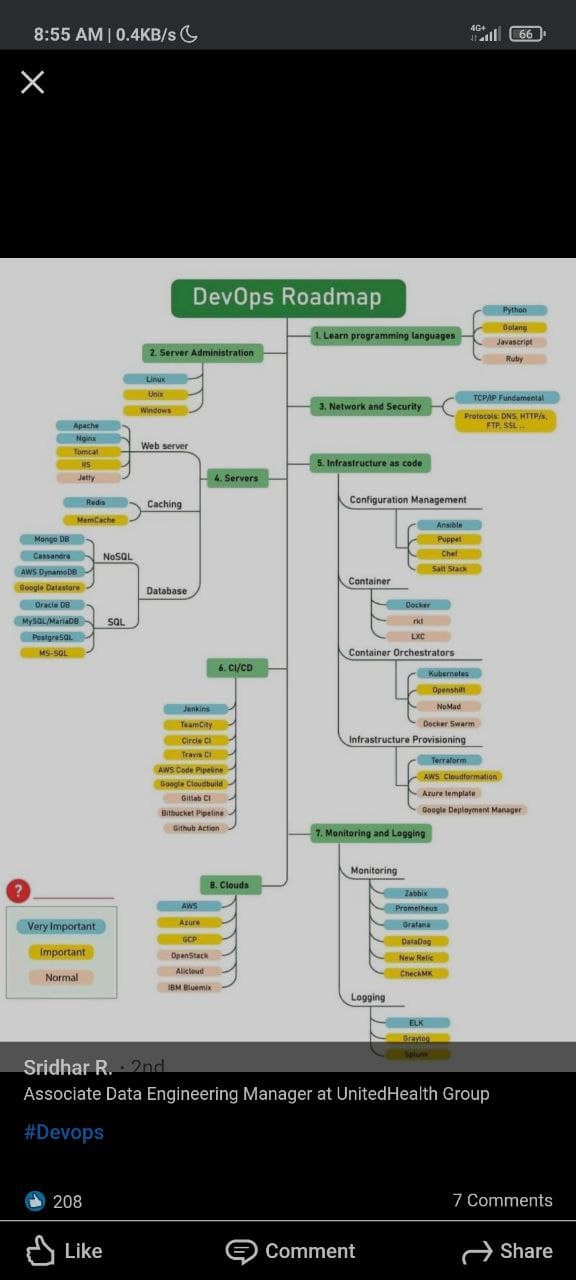 8:55 AM | 0.4KB/s
4G+
66
DevOps Roadmap
1. Learn programming languages
Python
Golang
Javascript
Ruby
2. Server Administration
Linux
Unix
Windows
3. Network and Security
TCP/IP Fundamental
Protocols: DNS, HTTP/s,
FTP, SSL ...
4. Servers
Web server
Apache
Nginx
Tomcat
IIS
Jetty
Caching
Redis
MemCache
Database
NoSQL
Mongo DB
Cassandra
AWS DynamoDB
Google Datastore
SQL
Oracle DB
MySQL/MariaDB
PostgreSQL
MS-SQL
5. Infrastructure as code
Configuration Management
Ansible
Puppet
Chef
Salt Stack
Container
Docker
rkt
LXC
Container Orchestrators
Kubernetes
Openshift
NoMad
Docker Swarm
Infrastructure Provisioning
Terraform
AWS Cloudformation
Azure template
Google Deployment Manager
6. CI/CD
Jenkins
TeamCity
Circle CI
Travis CI
AWS Code Pipeline
Google Cloudbuild
Gitlab CI
Bitbucket Pipeline
Github Action
7. Monitoring and Logging
Monitoring
Zabbix
Prometheus
Grafana
DataDog
New Relic
CheckMK
Logging
ELK
Graylog
Splunk
8. Clouds
AWS
Azure
GCP
OpenStack
Alicloud
IBM Bluemix
?
Very Important
Important
Normal
Sridhar R. · 2nd
Associate Data Engineering Manager at UnitedHealth Group
#Devops
208
7 Comments
Like
Comment
Share